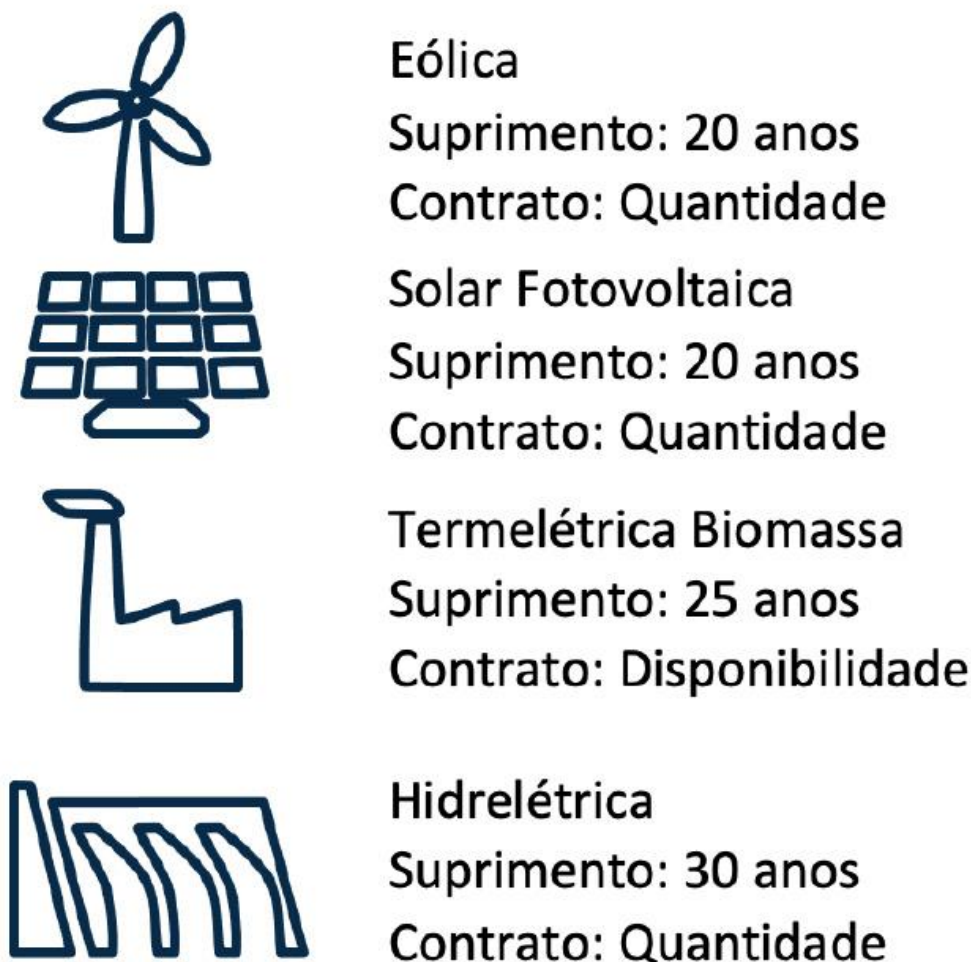 Eólica
Suprimento: 20 anos
Contrato: Quantidade
Solar Fotovoltaica
Suprimento: 20 anos
Contrato: Quantidade
Termelétrica Biomassa
Suprimento: 25 anos
Contrato: Disponibilidade
Hidrelétrica
Suprimento: 30 anos
Contrato: Quantidade